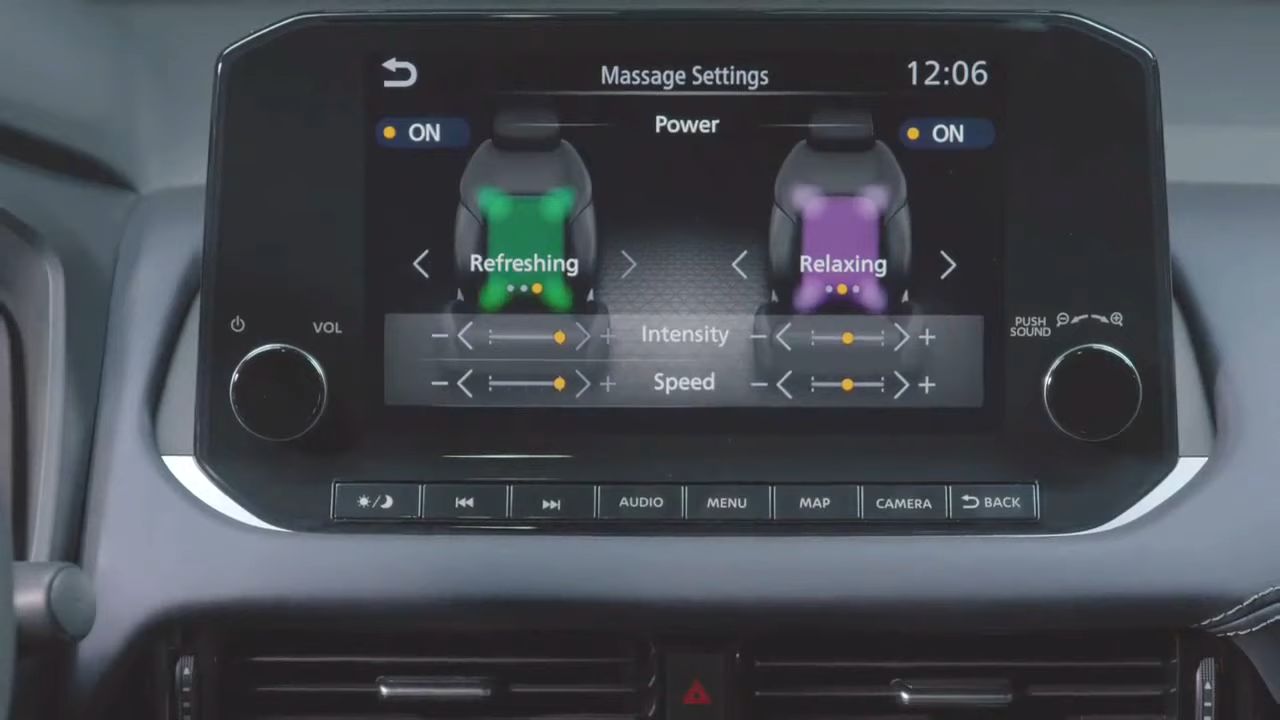 Massage Settings 12:06
ON Power ON
Refreshing Relaxing
VOL - + Intensity - + PUSH SOUND
- + Speed - +
AUDIO MENU MAP CAMERA BACK